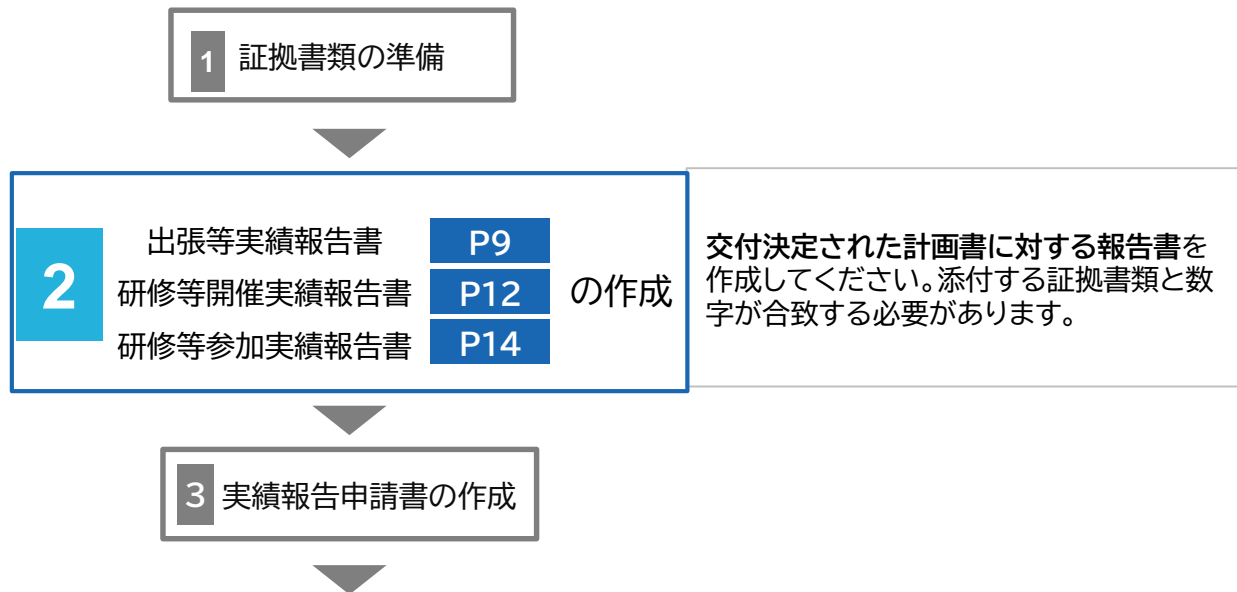 1 証拠書類の準備
2
出張等実績報告書 P9
研修等開催実績報告書 P12 の作成
研修等参加実績報告書 P14
交付決定された計画書に対する報告書を
作成してください。添付する証拠書類と数
字が合致する必要があります。
3 実績報告申請書の作成